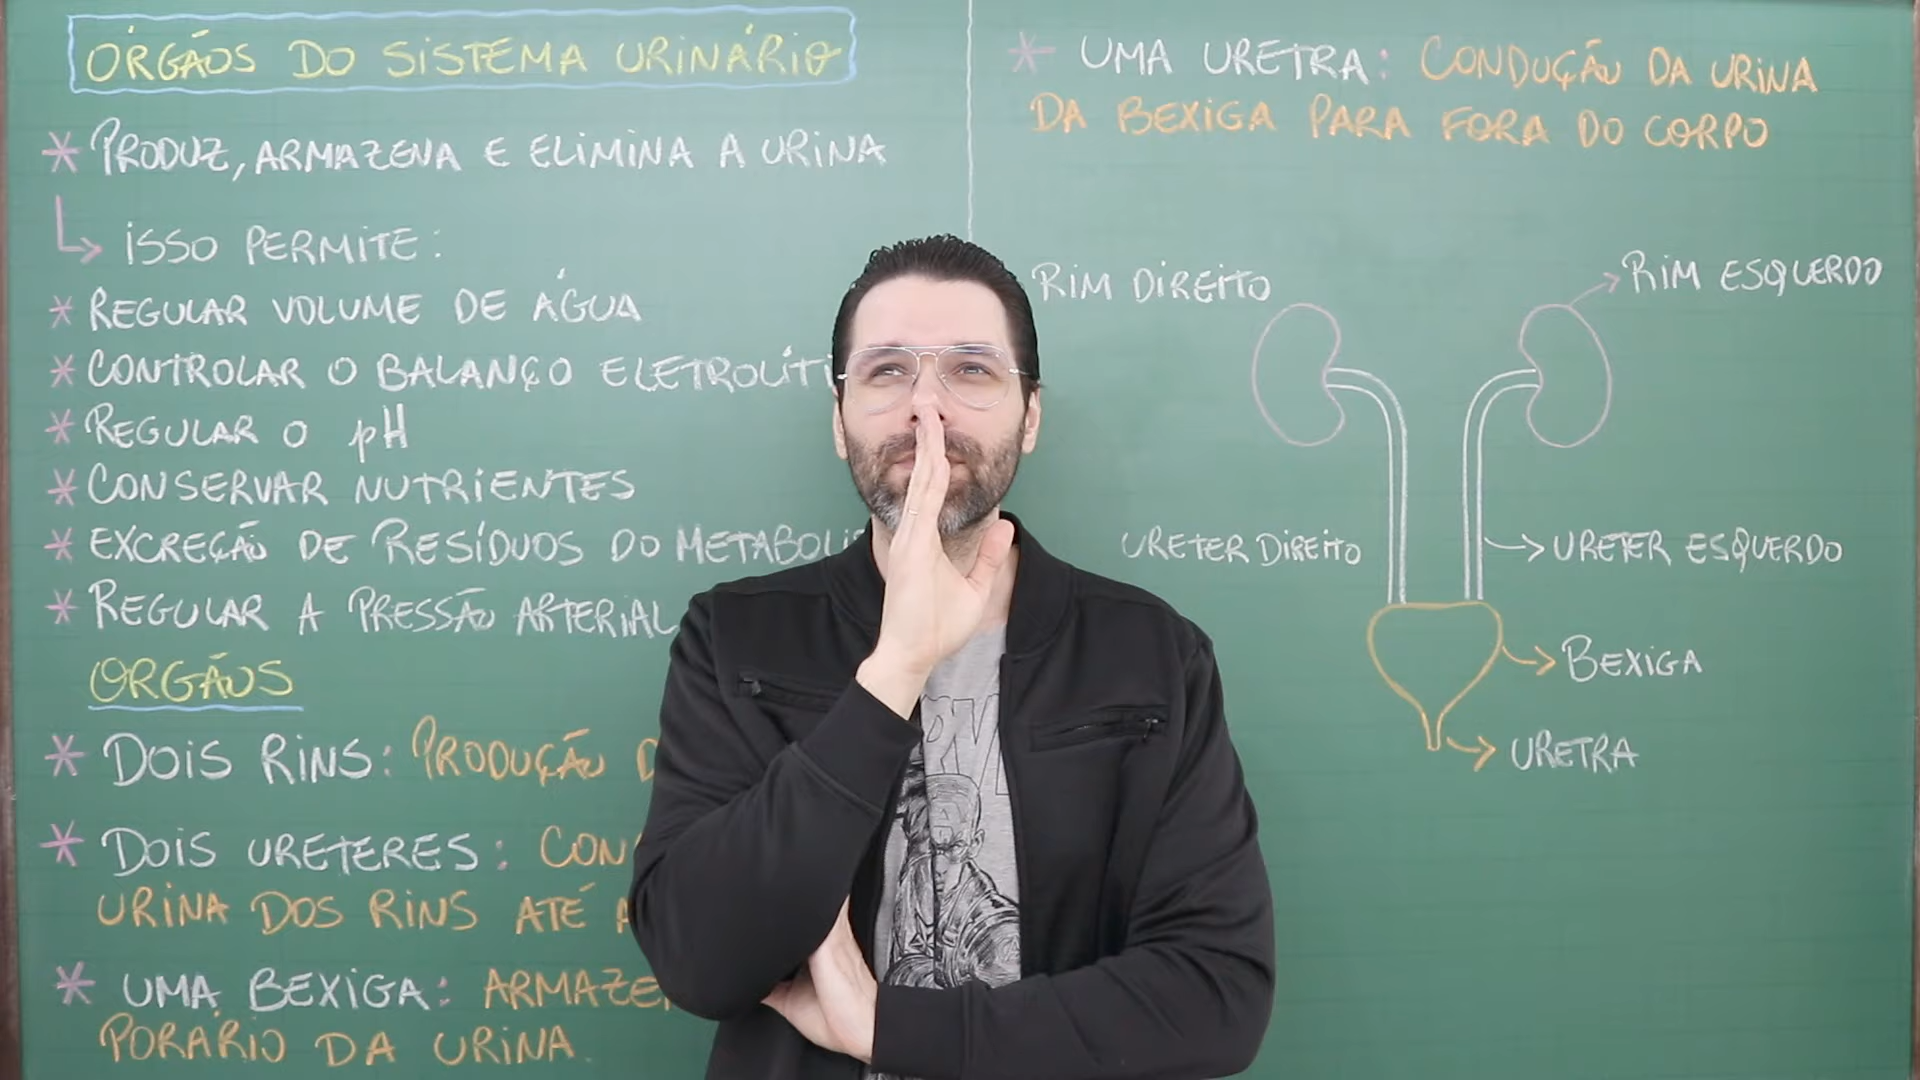 ÓRGÃOS DO SISTEMA URINÁRIO
* PRODUZ, ARMAZENA E ELIMINA A URINA
ISSO PERMITE:
* REGULAR VOLUME DE ÁGUA
* CONTROLAR O BALANÇO
* REGULAR O pH
* CONSERVAR NUTRIENTES
* EXCREÇÃO DE RESÍDUOS DO
* REGULAR A PRESSÃO ARTERIAL
ORGÃOS
* DOIS RINS: PRODUÇÃO
* DOIS URETERES:
URINA DOS RINS ATÉ
* UMA BEXIGA:
PORÁRIO DA URINA.
* UMA URETRA: CONDUÇÃO DA URINA
DA BEXIGA PARA FORA DO CORPO
RIM DIREITO
RIM ESQUERDO
URETER DIREITO
URETER ESQUERDO
BEXIGA
URETRA